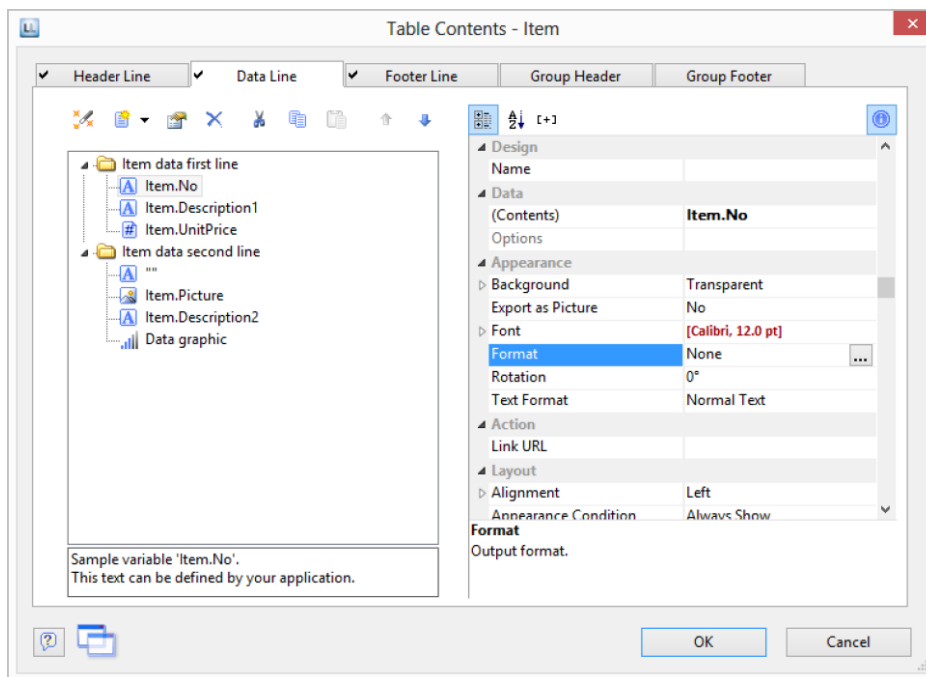 LL
Table Contents - Item
Header Line
Data Line
Footer Line
Group Header
Group Footer
A Z [+]
Item data first line
A Item.No
A Item.Description1
# Item.UnitPrice
Item data second line
A ""
Item.Picture
A Item.Description2
Data graphic
Sample variable 'Item.No'.
This text can be defined by your application.
Design
Name
Data
(Contents) Item.No
Options
Appearance
Background Transparent
Export as Picture No
Font [Calibri, 12.0 pt]
Format None ...
Rotation 0°
Text Format Normal Text
Action
Link URL
Layout
Alignment Left
Appearance Condition Always Show
Format
Output format.
OK
Cancel